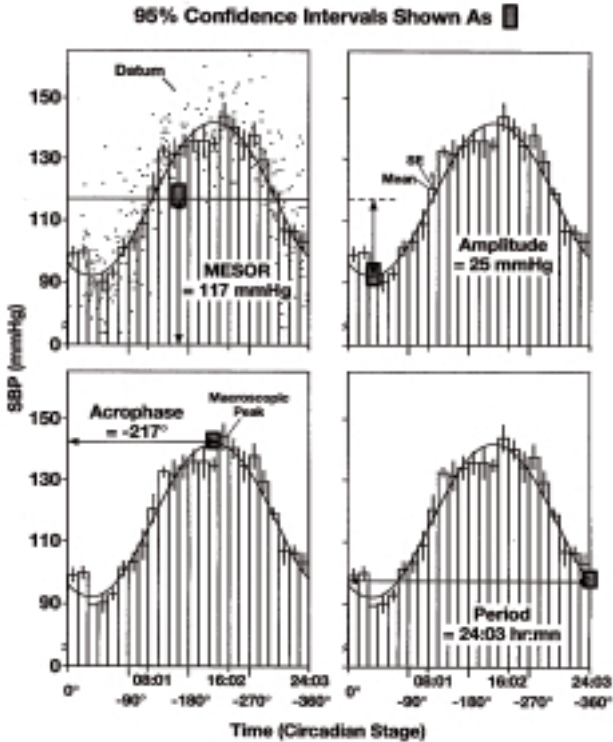 95% Confidence Intervals Shown As
Datum
150
130
110
90
0
MESOR
= 117 mmHg
SE
Mean
Amplitude
= 25 mmHg
SBP (mmHg)
Acrophase
= -217°
Macroscopic
Peak
150
130
110
90
0
Period
= 24:03 hr:mn
08:01 16:02 24:03
0° -90° -180° -270° -360°
08:01 16:02 24:03
0° -90° -180° -270° -360°
Time (Circadian Stage)